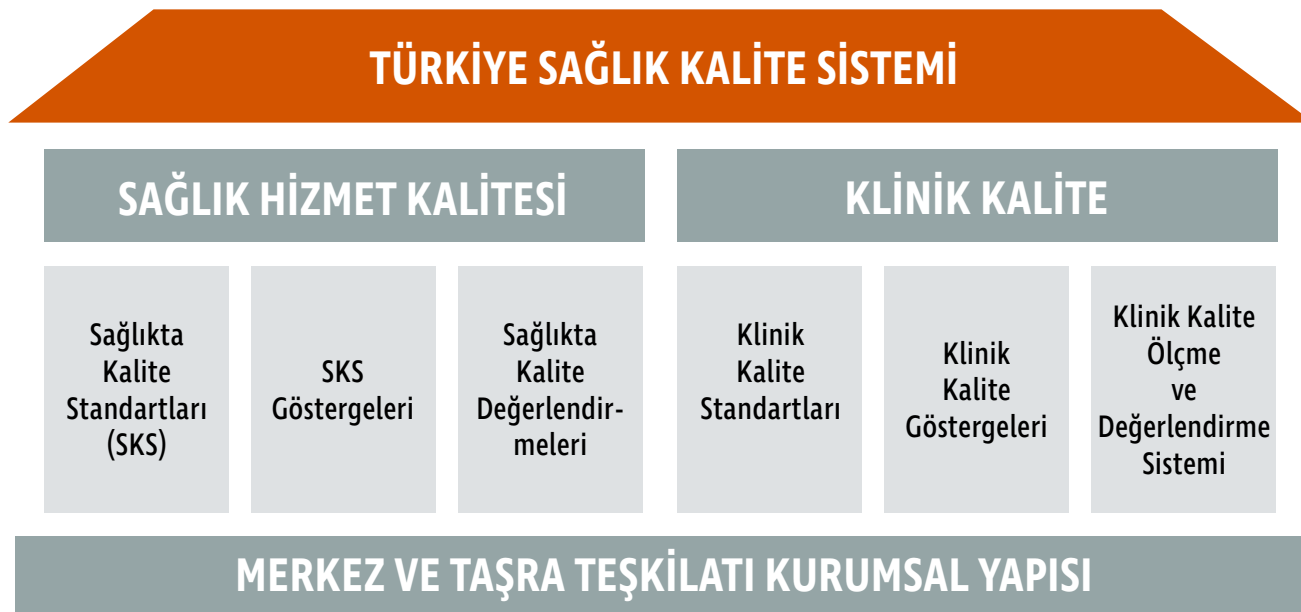 TÜRKİYE SAĞLIK KALİTE SİSTEMİ
SAĞLIK HİZMET KALİTESİ
KLİNİK KALİTE
Sağlıkta
Kalite
Standartları
(SKS)
SKS
Göstergeleri
Sağlıkta
Kalite
Değerlendir-
meleri
Klinik
Kalite
Standartları
Klinik
Kalite
Göstergeleri
Klinik Kalite
Ölçme
ve
Değerlendirme
Sistemi
MERKEZ VE TAŞRA TEŞKİLATI KURUMSAL YAPISI